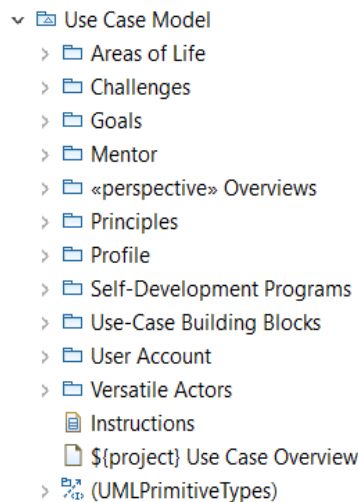 Use Case Model
Areas of Life
Challenges
Goals
Mentor
«perspective» Overviews
Principles
Profile
Self-Development Programs
Use-Case Building Blocks
User Account
Versatile Actors
Instructions
${project} Use Case Overview
(UMLPrimitiveTypes)